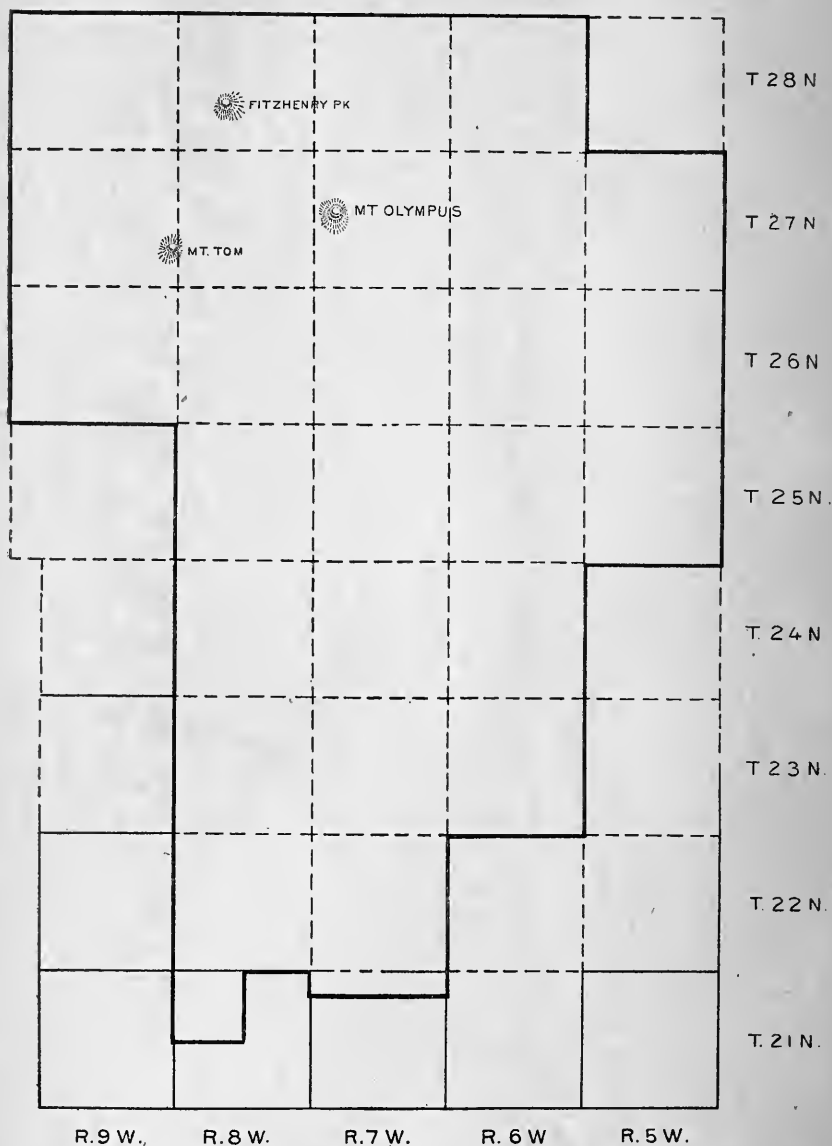 T 28 N
FITZHENRY PK
T 27 N
MT OLYMPUS
MT. TOM
T 26 N
T 25 N.
T. 24 N
T 23 N.
T. 22 N.
T. 21 N.
R. 9 W. R. 8 W. R. 7 W. R. 6 W R. 5 W.